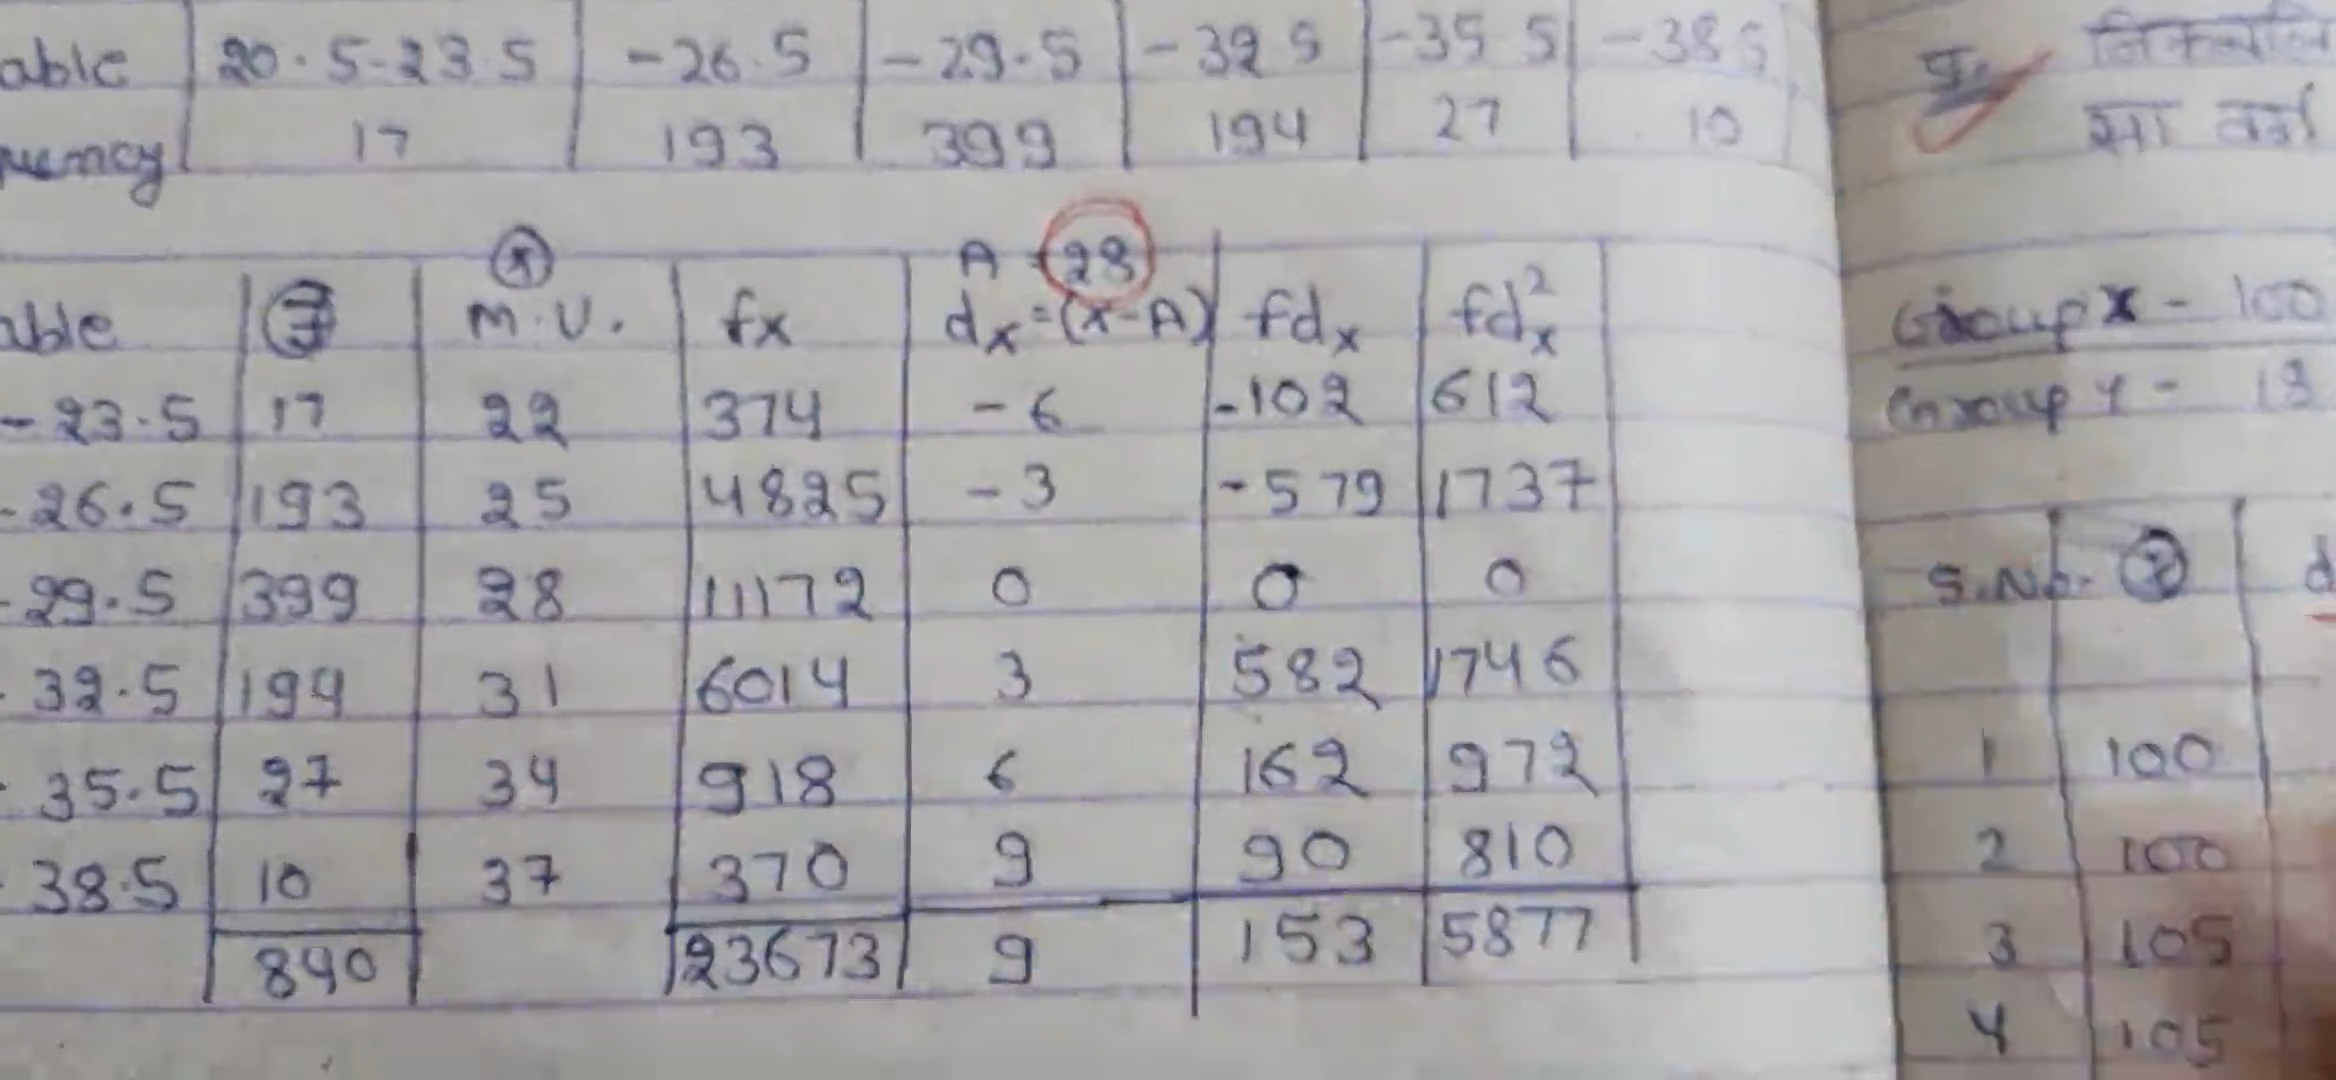 able 20.5-23.5 -26.5 -29.5 -32.5 -35.5 -38.5
uency 17 193 399 194 27 10
A = 28
able f M.V. fx dx=(x-A) fdx fd²x
-23.5 17 22 374 -6 -102 612
-26.5 193 25 4825 -3 -579 1737
-29.5 399 28 11172 0 0 0
-32.5 194 31 6014 3 582 1746
-35.5 27 34 918 6 162 972
-38.5 10 37 370 9 90 810
840 23673 9 153 5877
सा वर्ग
Group X - 100
Group Y -
S.No.
1 100
2 100
3 105
4 105